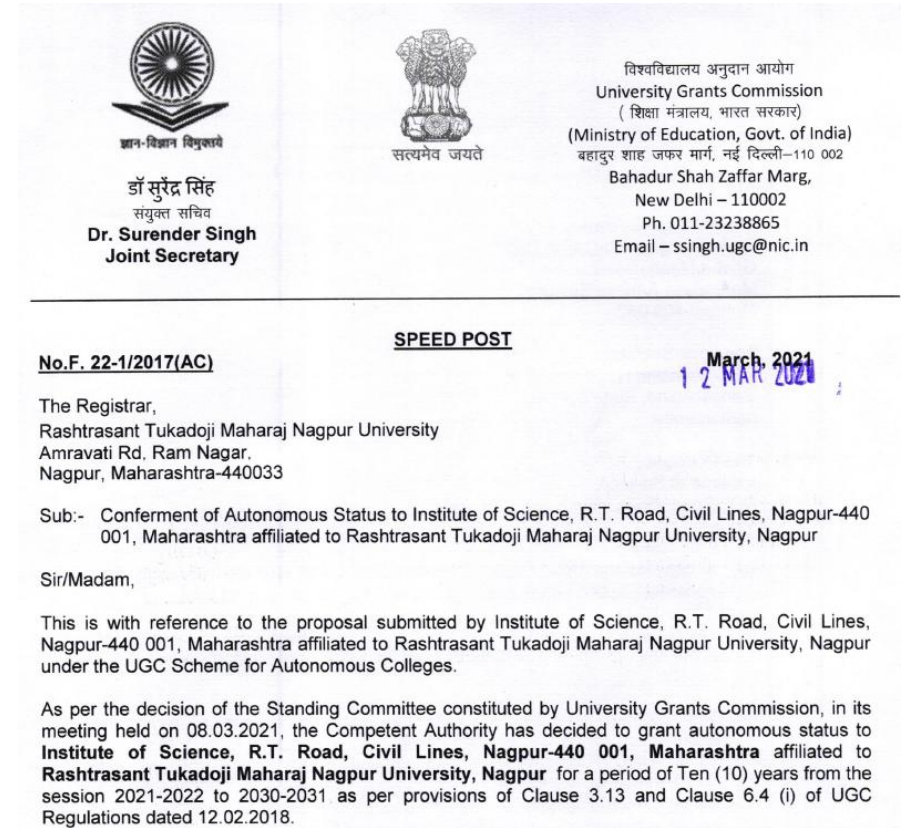 ज्ञान-विज्ञान विमुक्तये
सत्यमेव जयते
डॉ सुरेंद्र सिंह
संयुक्त सचिव
Dr. Surender Singh
Joint Secretary
विश्वविद्यालय अनुदान आयोग
University Grants Commission
( शिक्षा मंत्रालय, भारत सरकार)
(Ministry of Education, Govt. of India)
बहादुर शाह जफर मार्ग, नई दिल्ली–110 002
Bahadur Shah Zaffar Marg,
New Delhi – 110002
Ph. 011-23238865
Email – ssingh.ugc@nic.in
SPEED POST
No.F. 22-1/2017(AC)
March, 2021
12 MAR 2021
The Registrar,
Rashtrasant Tukadoji Maharaj Nagpur University
Amravati Rd, Ram Nagar,
Nagpur, Maharashtra-440033
Sub:- Conferment of Autonomous Status to Institute of Science, R.T. Road, Civil Lines, Nagpur-440
001, Maharashtra affiliated to Rashtrasant Tukadoji Maharaj Nagpur University, Nagpur
Sir/Madam,
This is with reference to the proposal submitted by Institute of Science, R.T. Road, Civil Lines,
Nagpur-440 001, Maharashtra affiliated to Rashtrasant Tukadoji Maharaj Nagpur University, Nagpur
under the UGC Scheme for Autonomous Colleges.
As per the decision of the Standing Committee constituted by University Grants Commission, in its
meeting held on 08.03.2021, the Competent Authority has decided to grant autonomous status to
Institute of Science, R.T. Road, Civil Lines, Nagpur-440 001, Maharashtra affiliated to
Rashtrasant Tukadoji Maharaj Nagpur University, Nagpur for a period of Ten (10) years from the
session 2021-2022 to 2030-2031 as per provisions of Clause 3.13 and Clause 6.4 (i) of UGC
Regulations dated 12.02.2018.